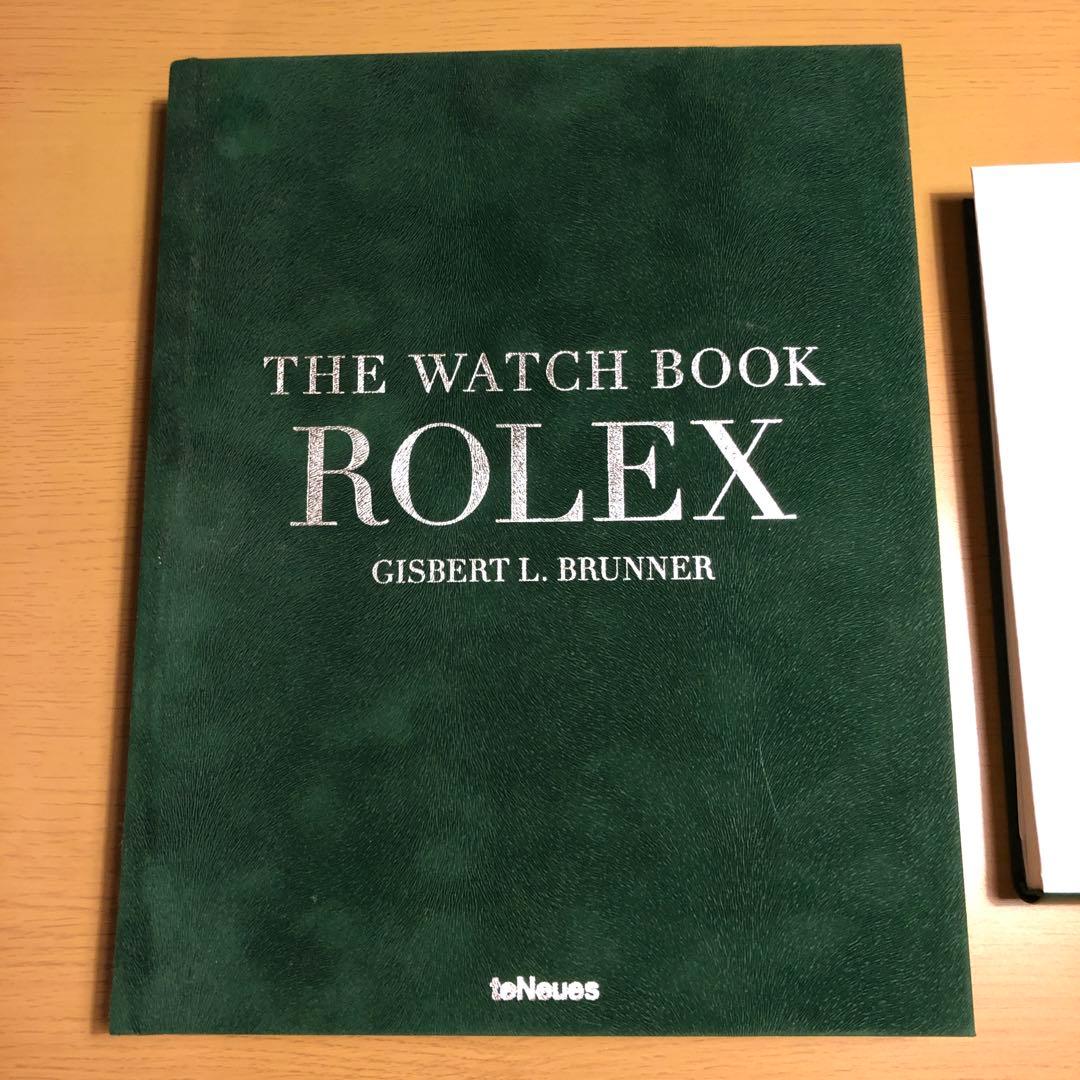 THE WATCH BOOK
ROLEX
GISBERT L. BRUNNER
teNeues